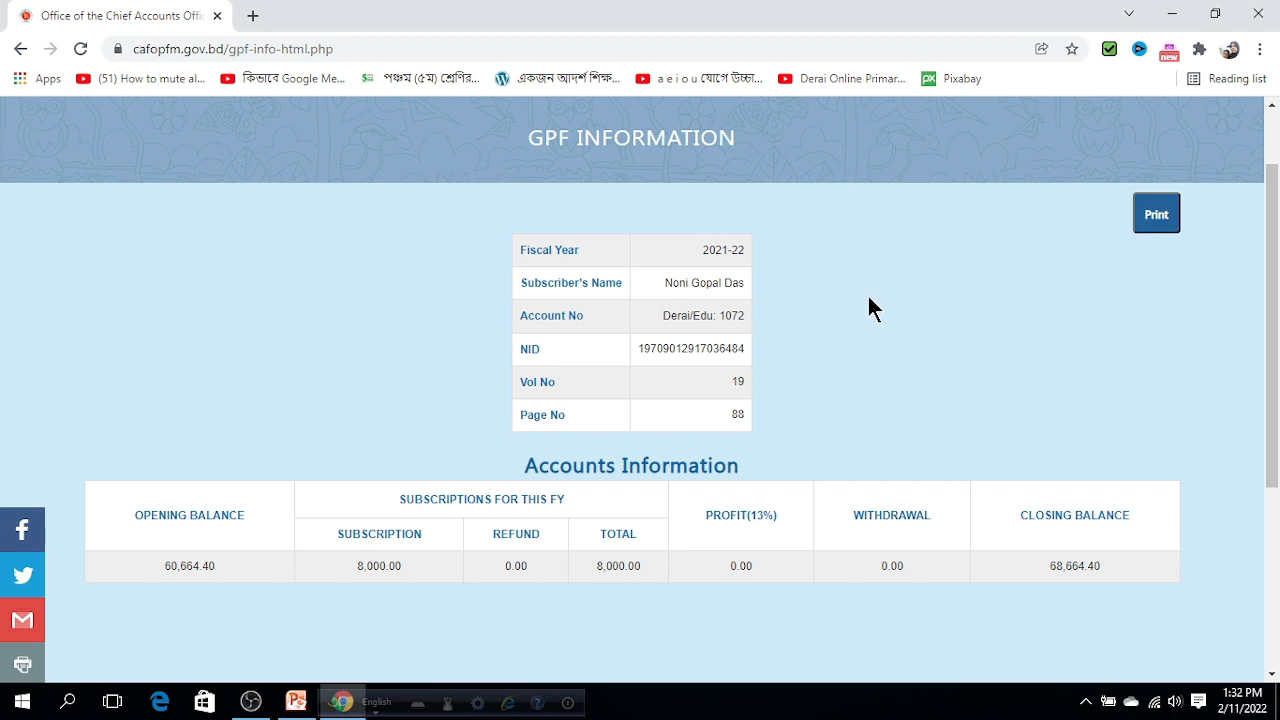 Office of the Chief Accounts Offi
cafopfm.gov.bd/gpf-info-html.php
new
Apps
(51) How to mute al...
কিভাবে Google Me...
পঞ্চম (৫ম) শ্রেণির...
একজন আদর্শ শিক্ষ...
a e i o u যোগে উচ্চা...
Derai Online Primar...
px Pixabay
Reading list
GPF INFORMATION
Print
Fiscal Year 2021-22
Subscriber's Name Noni Gopal Das
Account No Derai/Edu: 1072
NID 19709012917036484
Vol No 19
Page No 88
Accounts Information
OPENING BALANCE SUBSCRIPTIONS FOR THIS FY PROFIT(13%) WITHDRAWAL CLOSING BALANCE
SUBSCRIPTION REFUND TOTAL
60,664.40 8,000.00 0.00 8,000.00 0.00 0.00 68,664.40
English
1:32 PM
2/11/2022